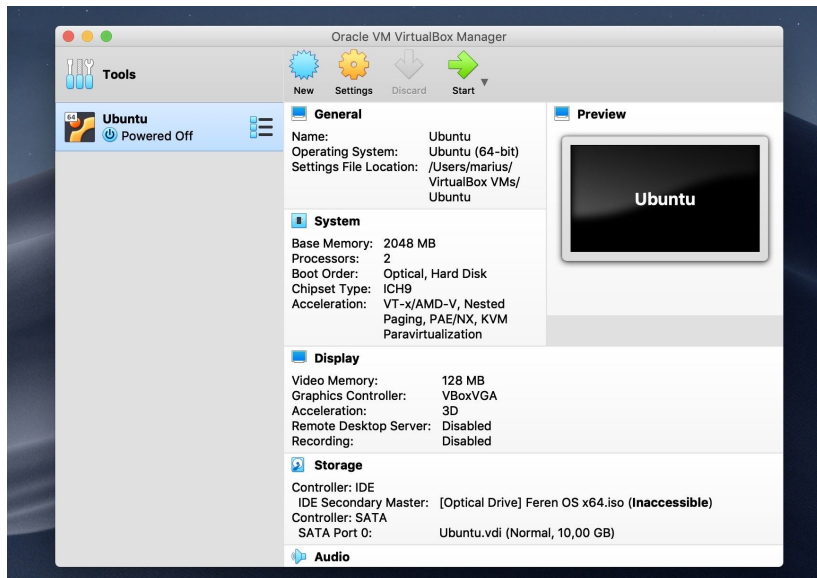 Oracle VM VirtualBox Manager
Tools
New
Settings
Discard
Start
64
Ubuntu
Powered Off
General
Name: Ubuntu
Operating System: Ubuntu (64-bit)
Settings File Location: /Users/marius/
VirtualBox VMs/
Ubuntu
Preview
Ubuntu
System
Base Memory: 2048 MB
Processors: 2
Boot Order: Optical, Hard Disk
Chipset Type: ICH9
Acceleration: VT-x/AMD-V, Nested
Paging, PAE/NX, KVM
Paravirtualization
Display
Video Memory: 128 MB
Graphics Controller: VBoxVGA
Acceleration: 3D
Remote Desktop Server: Disabled
Recording: Disabled
Storage
Controller: IDE
IDE Secondary Master: [Optical Drive] Feren OS x64.iso (Inaccessible)
Controller: SATA
SATA Port 0: Ubuntu.vdi (Normal, 10,00 GB)
Audio